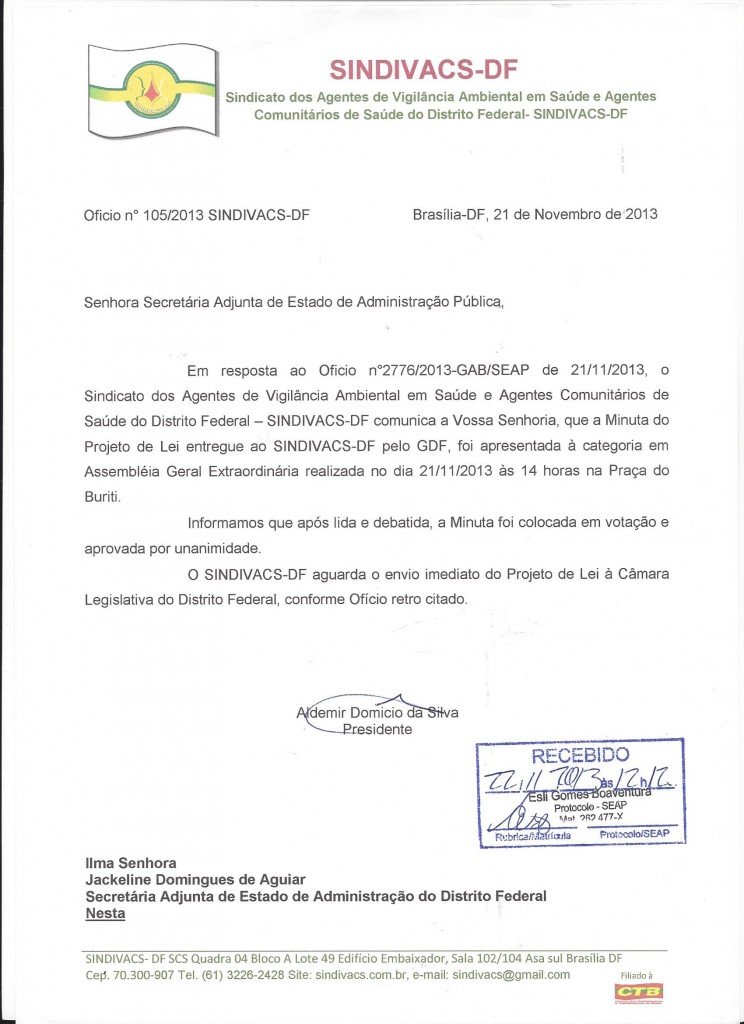 SINDIVACS-DF
Sindicato dos Agentes de Vigilância Ambiental em Saúde e Agentes
Comunitários de Saúde do Distrito Federal- SINDIVACS-DF
Oficio n° 105/2013 SINDIVACS-DF Brasília-DF, 21 de Novembro de 2013
Senhora Secretária Adjunta de Estado de Administração Pública,
Em resposta ao Oficio n°2776/2013-GAB/SEAP de 21/11/2013, o
Sindicato dos Agentes de Vigilância Ambiental em Saúde e Agentes Comunitários de
Saúde do Distrito Federal – SINDIVACS-DF comunica a Vossa Senhoria, que a Minuta do
Projeto de Lei entregue ao SINDIVACS-DF pelo GDF, foi apresentada à categoria em
Assembléia Geral Extraordinária realizada no dia 21/11/2013 às 14 horas na Praça do
Buriti.
Informamos que após lida e debatida, a Minuta foi colocada em votação e
aprovada por unanimidade.
O SINDIVACS-DF aguarda o envio imediato do Projeto de Lei à Câmara
Legislativa do Distrito Federal, conforme Ofício retro citado.
Aldemir Domicio da Silva
Presidente
RECEBIDO
22.11.2013 às 12h12
Esli Gomes Boaventura
Protocolo - SEAP
Mat. 262.477-X
Rubrica/Matrícula Protocolo/SEAP
Ilma Senhora
Jackeline Domingues de Aguiar
Secretária Adjunta de Estado de Administração do Distrito Federal
Nesta
SINDIVACS- DF SCS Quadra 04 Bloco A Lote 49 Edifício Embaixador, Sala 102/104 Asa sul Brasília DF
Cep. 70.300-907 Tel. (61) 3226-2428 Site: sindivacs.com.br, e-mail: sindivacs@gmail.com
Filiado à
CTB